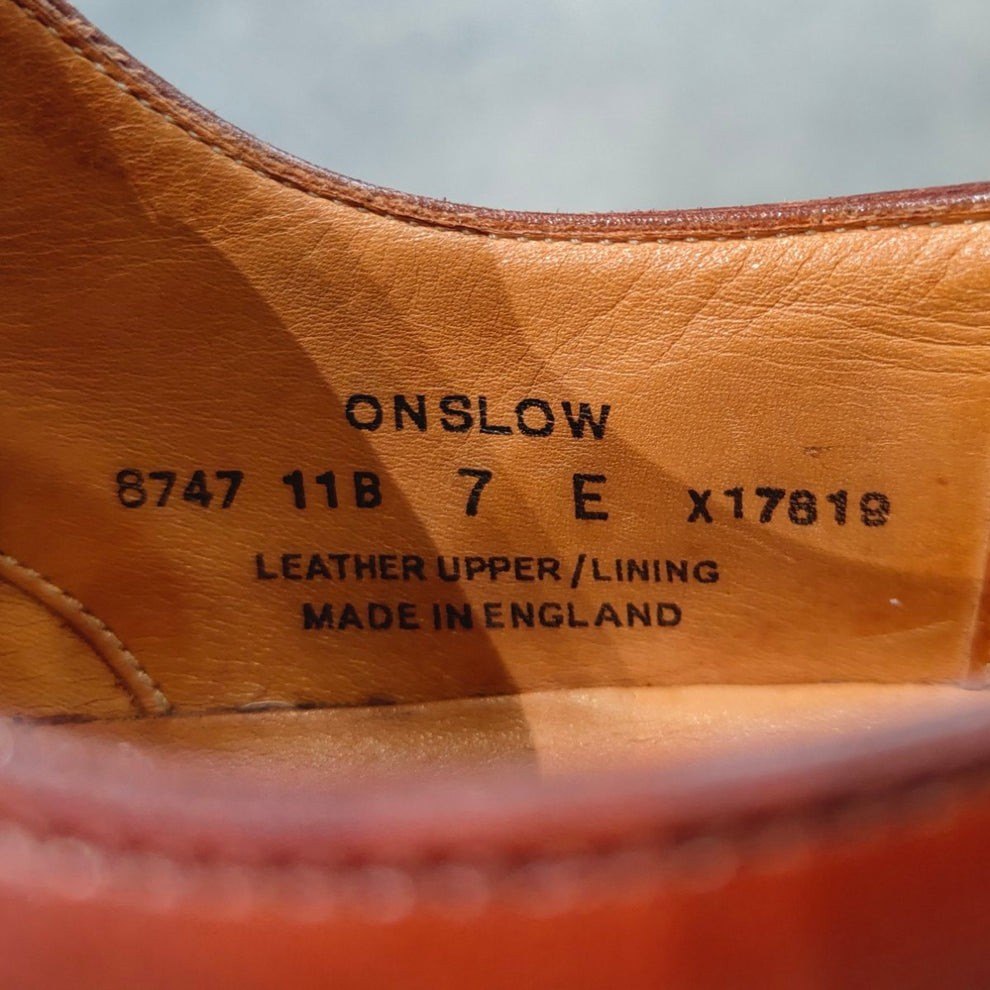 ONSLOW
8747 11B 7 E X17819
LEATHER UPPER/LINING
MADE IN ENGLAND